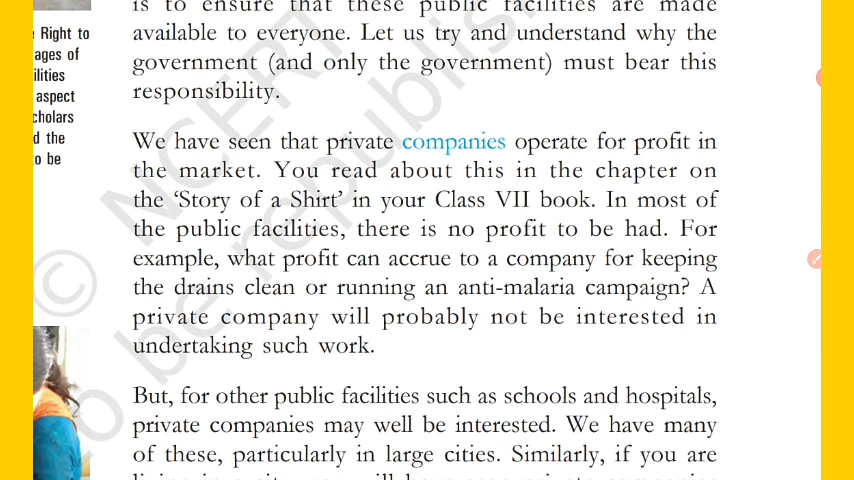 is to ensure that these public facilities are made
available to everyone. Let us try and understand why the
government (and only the government) must bear this
responsibility.
We have seen that private companies operate for profit in
the market. You read about this in the chapter on
the ‘Story of a Shirt’ in your Class VII book. In most of
the public facilities, there is no profit to be had. For
example, what profit can accrue to a company for keeping
the drains clean or running an anti-malaria campaign? A
private company will probably not be interested in
undertaking such work.
But, for other public facilities such as schools and hospitals,
private companies may well be interested. We have many
of these, particularly in large cities. Similarly, if you are
Right to
ages of
ilities
aspect
cholars
d the
o be
© NCERT
to be republis